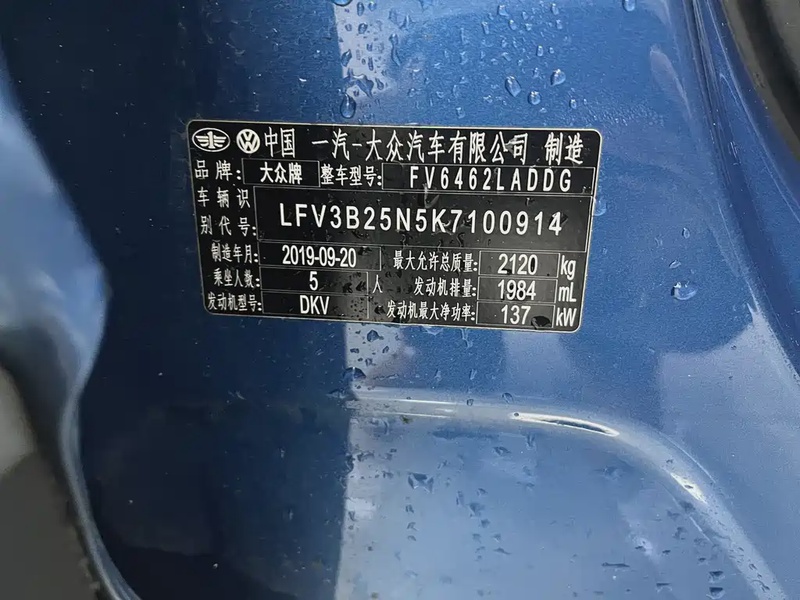 中国 一汽-大众汽车有限公司 制造
品牌: 大众牌 整车型号: FV6462LADDG
车辆识别代号: LFV3B25N5K7100914
制造年月: 2019-09-20 最大允许总质量: 2120 kg
乘坐人数: 5 人 发动机排量: 1984 mL
发动机型号: DKV 发动机最大净功率: 137 kW